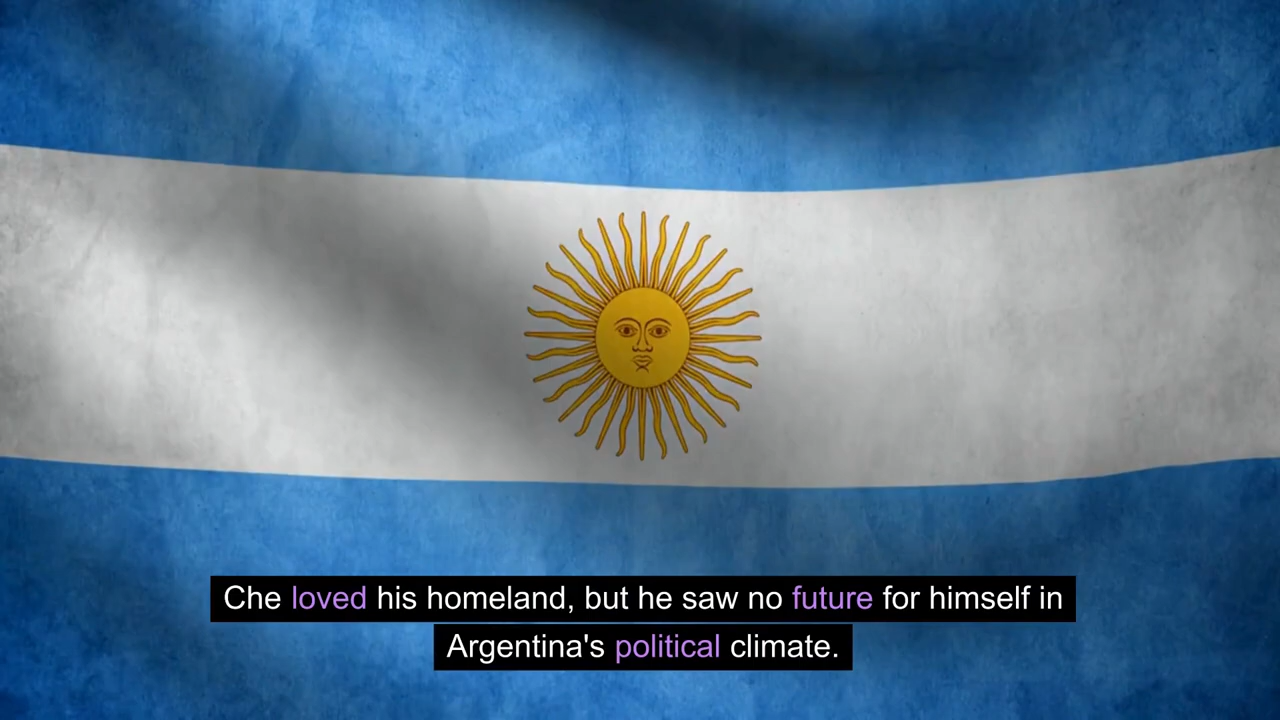 Che loved his homeland, but he saw no future for himself in
Argentina's political climate.